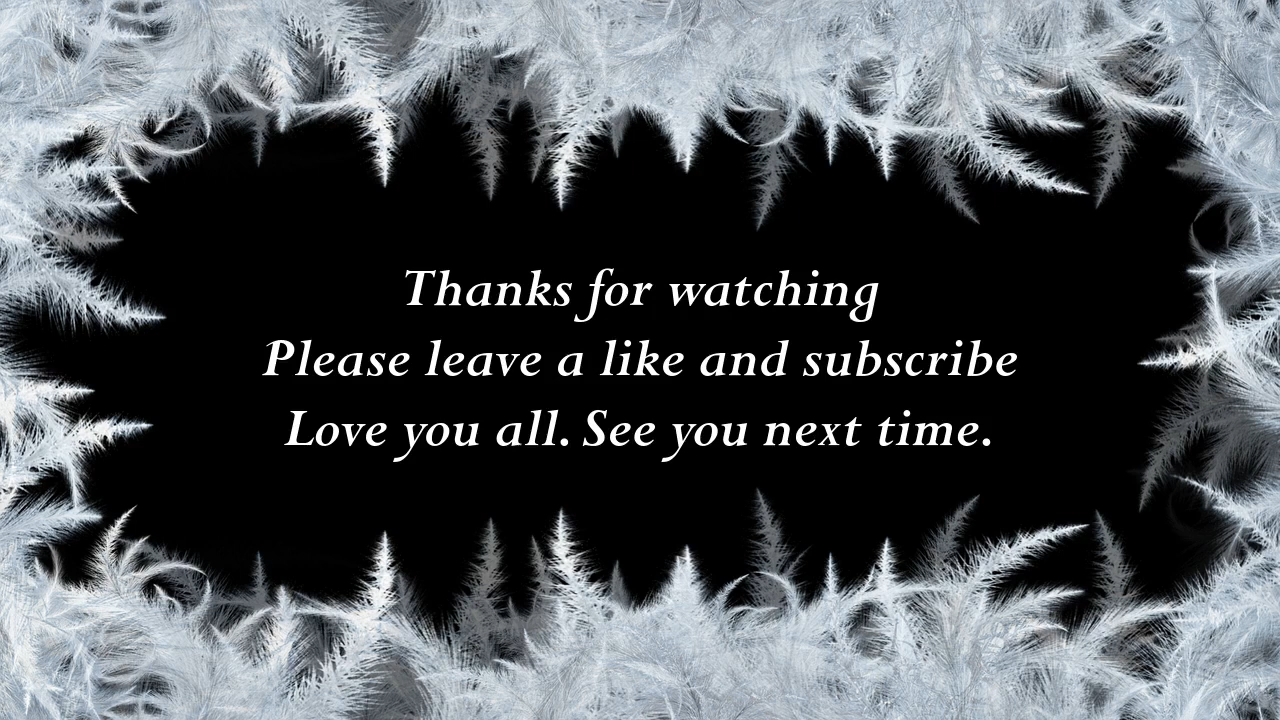 Thanks for watching
Please leave a like and subscribe
Love you all. See you next time.